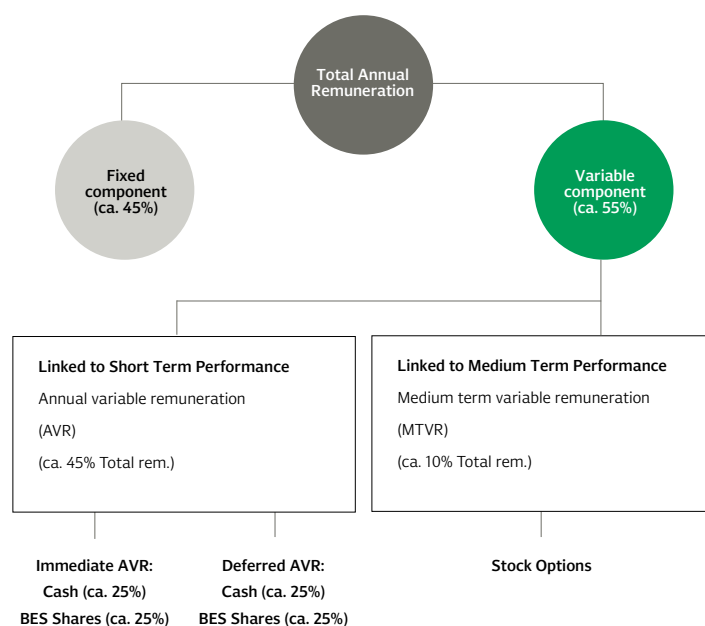 Total Annual
Remuneration
Fixed
component
(ca. 45%)
Variable
component
(ca. 55%)
Linked to Short Term Performance
Annual variable remuneration
(AVR)
(ca. 45% Total rem.)
Linked to Medium Term Performance
Medium term variable remuneration
(MTVR)
(ca. 10% Total rem.)
Immediate AVR:
Cash (ca. 25%)
BES Shares (ca. 25%)
Deferred AVR:
Cash (ca. 25%)
BES Shares (ca. 25%)
Stock Options